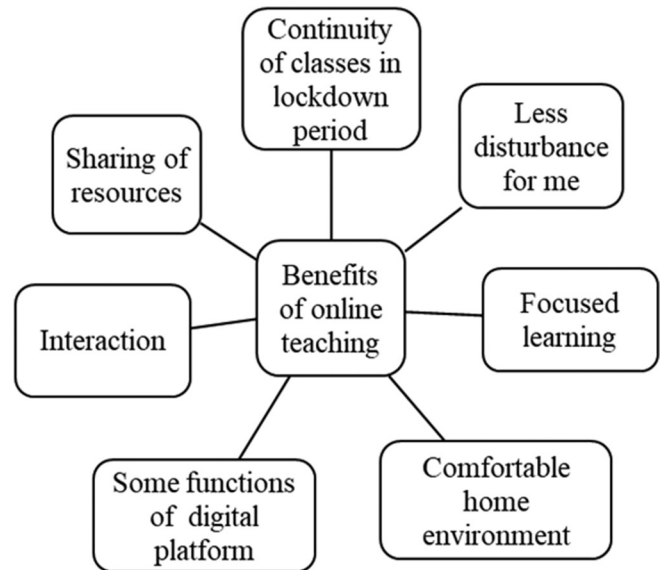 Continuity
of classes in
lockdown
period
Less
disturbance
for me
Sharing of
resources
Benefits
of online
teaching
Focused
learning
Interaction
Comfortable
home
environment
Some functions
of digital
platform